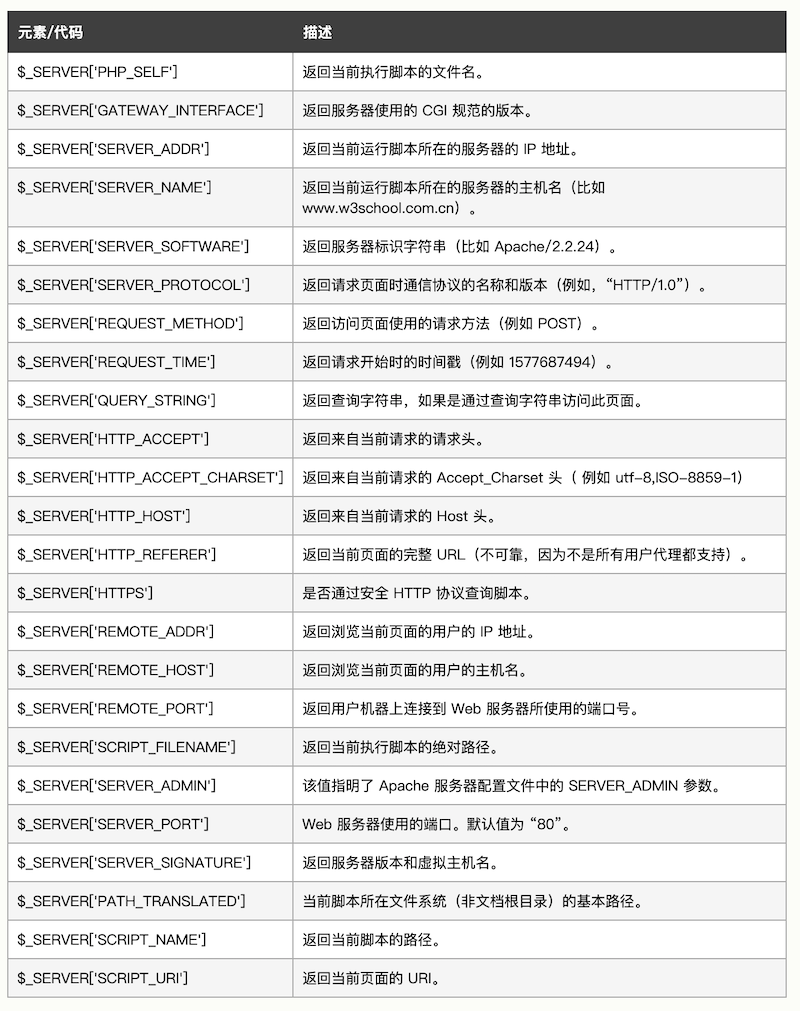 元素/代码 描述
$_SERVER['PHP_SELF'] 返回当前执行脚本的文件名。
$_SERVER['GATEWAY_INTERFACE'] 返回服务器使用的 CGI 规范的版本。
$_SERVER['SERVER_ADDR'] 返回当前运行脚本所在的服务器的 IP 地址。
$_SERVER['SERVER_NAME'] 返回当前运行脚本所在的服务器的主机名（比如
www.w3school.com.cn）。
$_SERVER['SERVER_SOFTWARE'] 返回服务器标识字符串（比如 Apache/2.2.24）。
$_SERVER['SERVER_PROTOCOL'] 返回请求页面时通信协议的名称和版本（例如，“HTTP/1.0”）。
$_SERVER['REQUEST_METHOD'] 返回访问页面使用的请求方法（例如 POST）。
$_SERVER['REQUEST_TIME'] 返回请求开始时的时间戳（例如 1577687494）。
$_SERVER['QUERY_STRING'] 返回查询字符串，如果是通过查询字符串访问此页面。
$_SERVER['HTTP_ACCEPT'] 返回来自当前请求的请求头。
$_SERVER['HTTP_ACCEPT_CHARSET'] 返回来自当前请求的 Accept_Charset 头（ 例如 utf-8,ISO-8859-1）
$_SERVER['HTTP_HOST'] 返回来自当前请求的 Host 头。
$_SERVER['HTTP_REFERER'] 返回当前页面的完整 URL（不可靠，因为不是所有用户代理都支持）。
$_SERVER['HTTPS'] 是否通过安全 HTTP 协议查询脚本。
$_SERVER['REMOTE_ADDR'] 返回浏览当前页面的用户的 IP 地址。
$_SERVER['REMOTE_HOST'] 返回浏览当前页面的用户的主机名。
$_SERVER['REMOTE_PORT'] 返回用户机器上连接到 Web 服务器所使用的端口号。
$_SERVER['SCRIPT_FILENAME'] 返回当前执行脚本的绝对路径。
$_SERVER['SERVER_ADMIN'] 该值指明了 Apache 服务器配置文件中的 SERVER_ADMIN 参数。
$_SERVER['SERVER_PORT'] Web 服务器使用的端口。默认值为 “80”。
$_SERVER['SERVER_SIGNATURE'] 返回服务器版本和虚拟主机名。
$_SERVER['PATH_TRANSLATED'] 当前脚本所在文件系统（非文档根目录）的基本路径。
$_SERVER['SCRIPT_NAME'] 返回当前脚本的路径。
$_SERVER['SCRIPT_URI'] 返回当前页面的 URI。